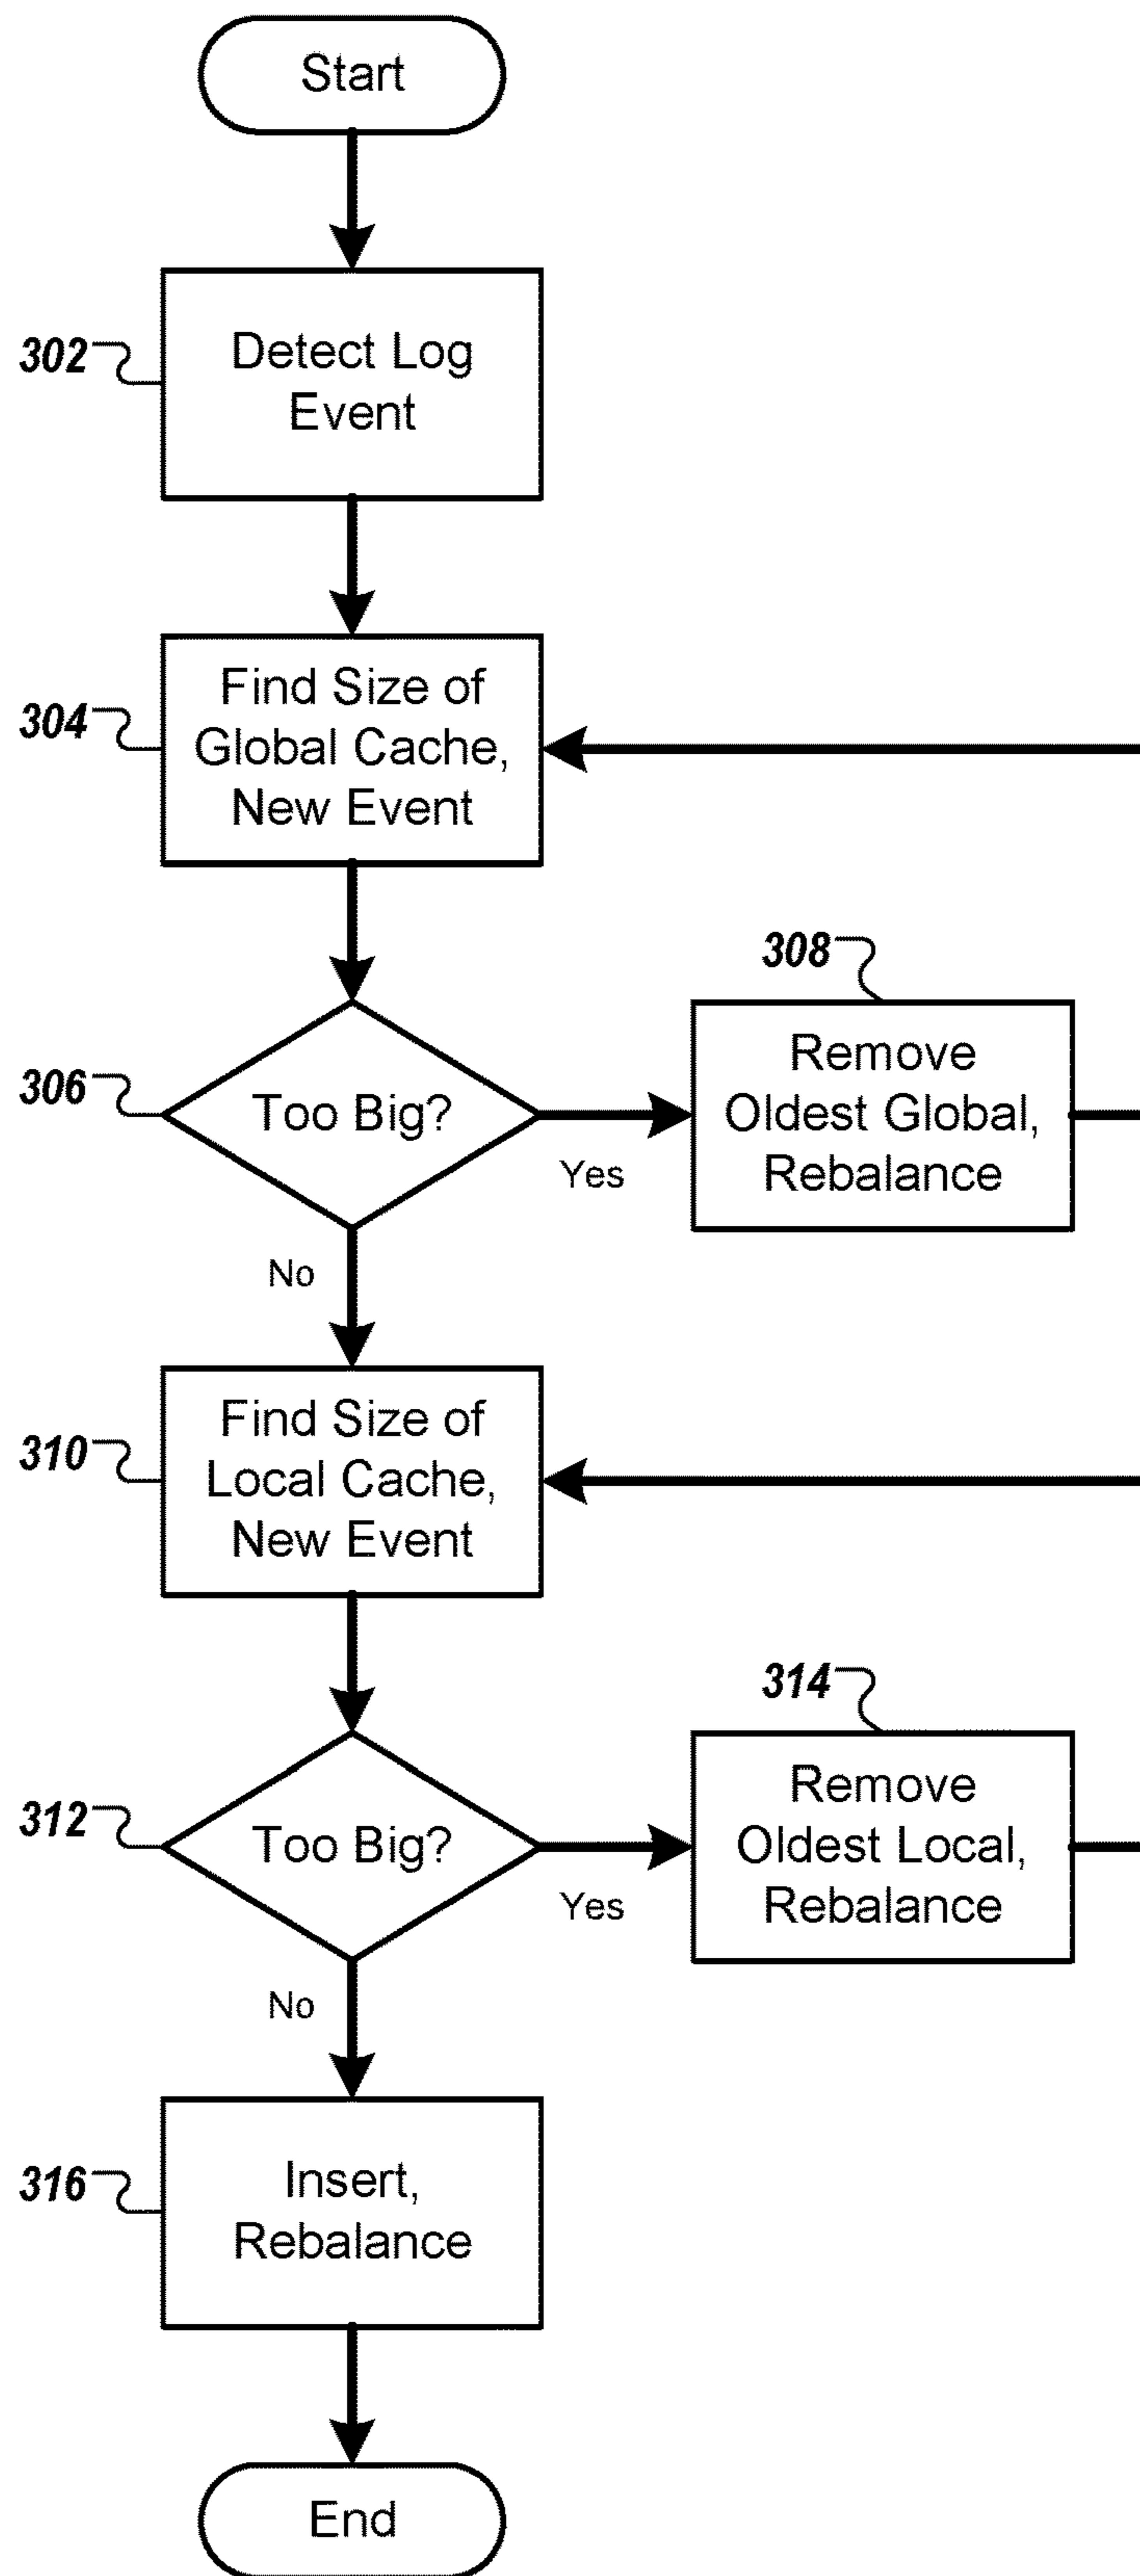 Start
302
Detect Log
Event
304
Find Size of
Global Cache,
New Event
306
Too Big?
Yes
308
Remove
Oldest Global,
Rebalance
No
310
Find Size of
Local Cache,
New Event
312
Too Big?
Yes
314
Remove
Oldest Local,
Rebalance
No
316
Insert,
Rebalance
End